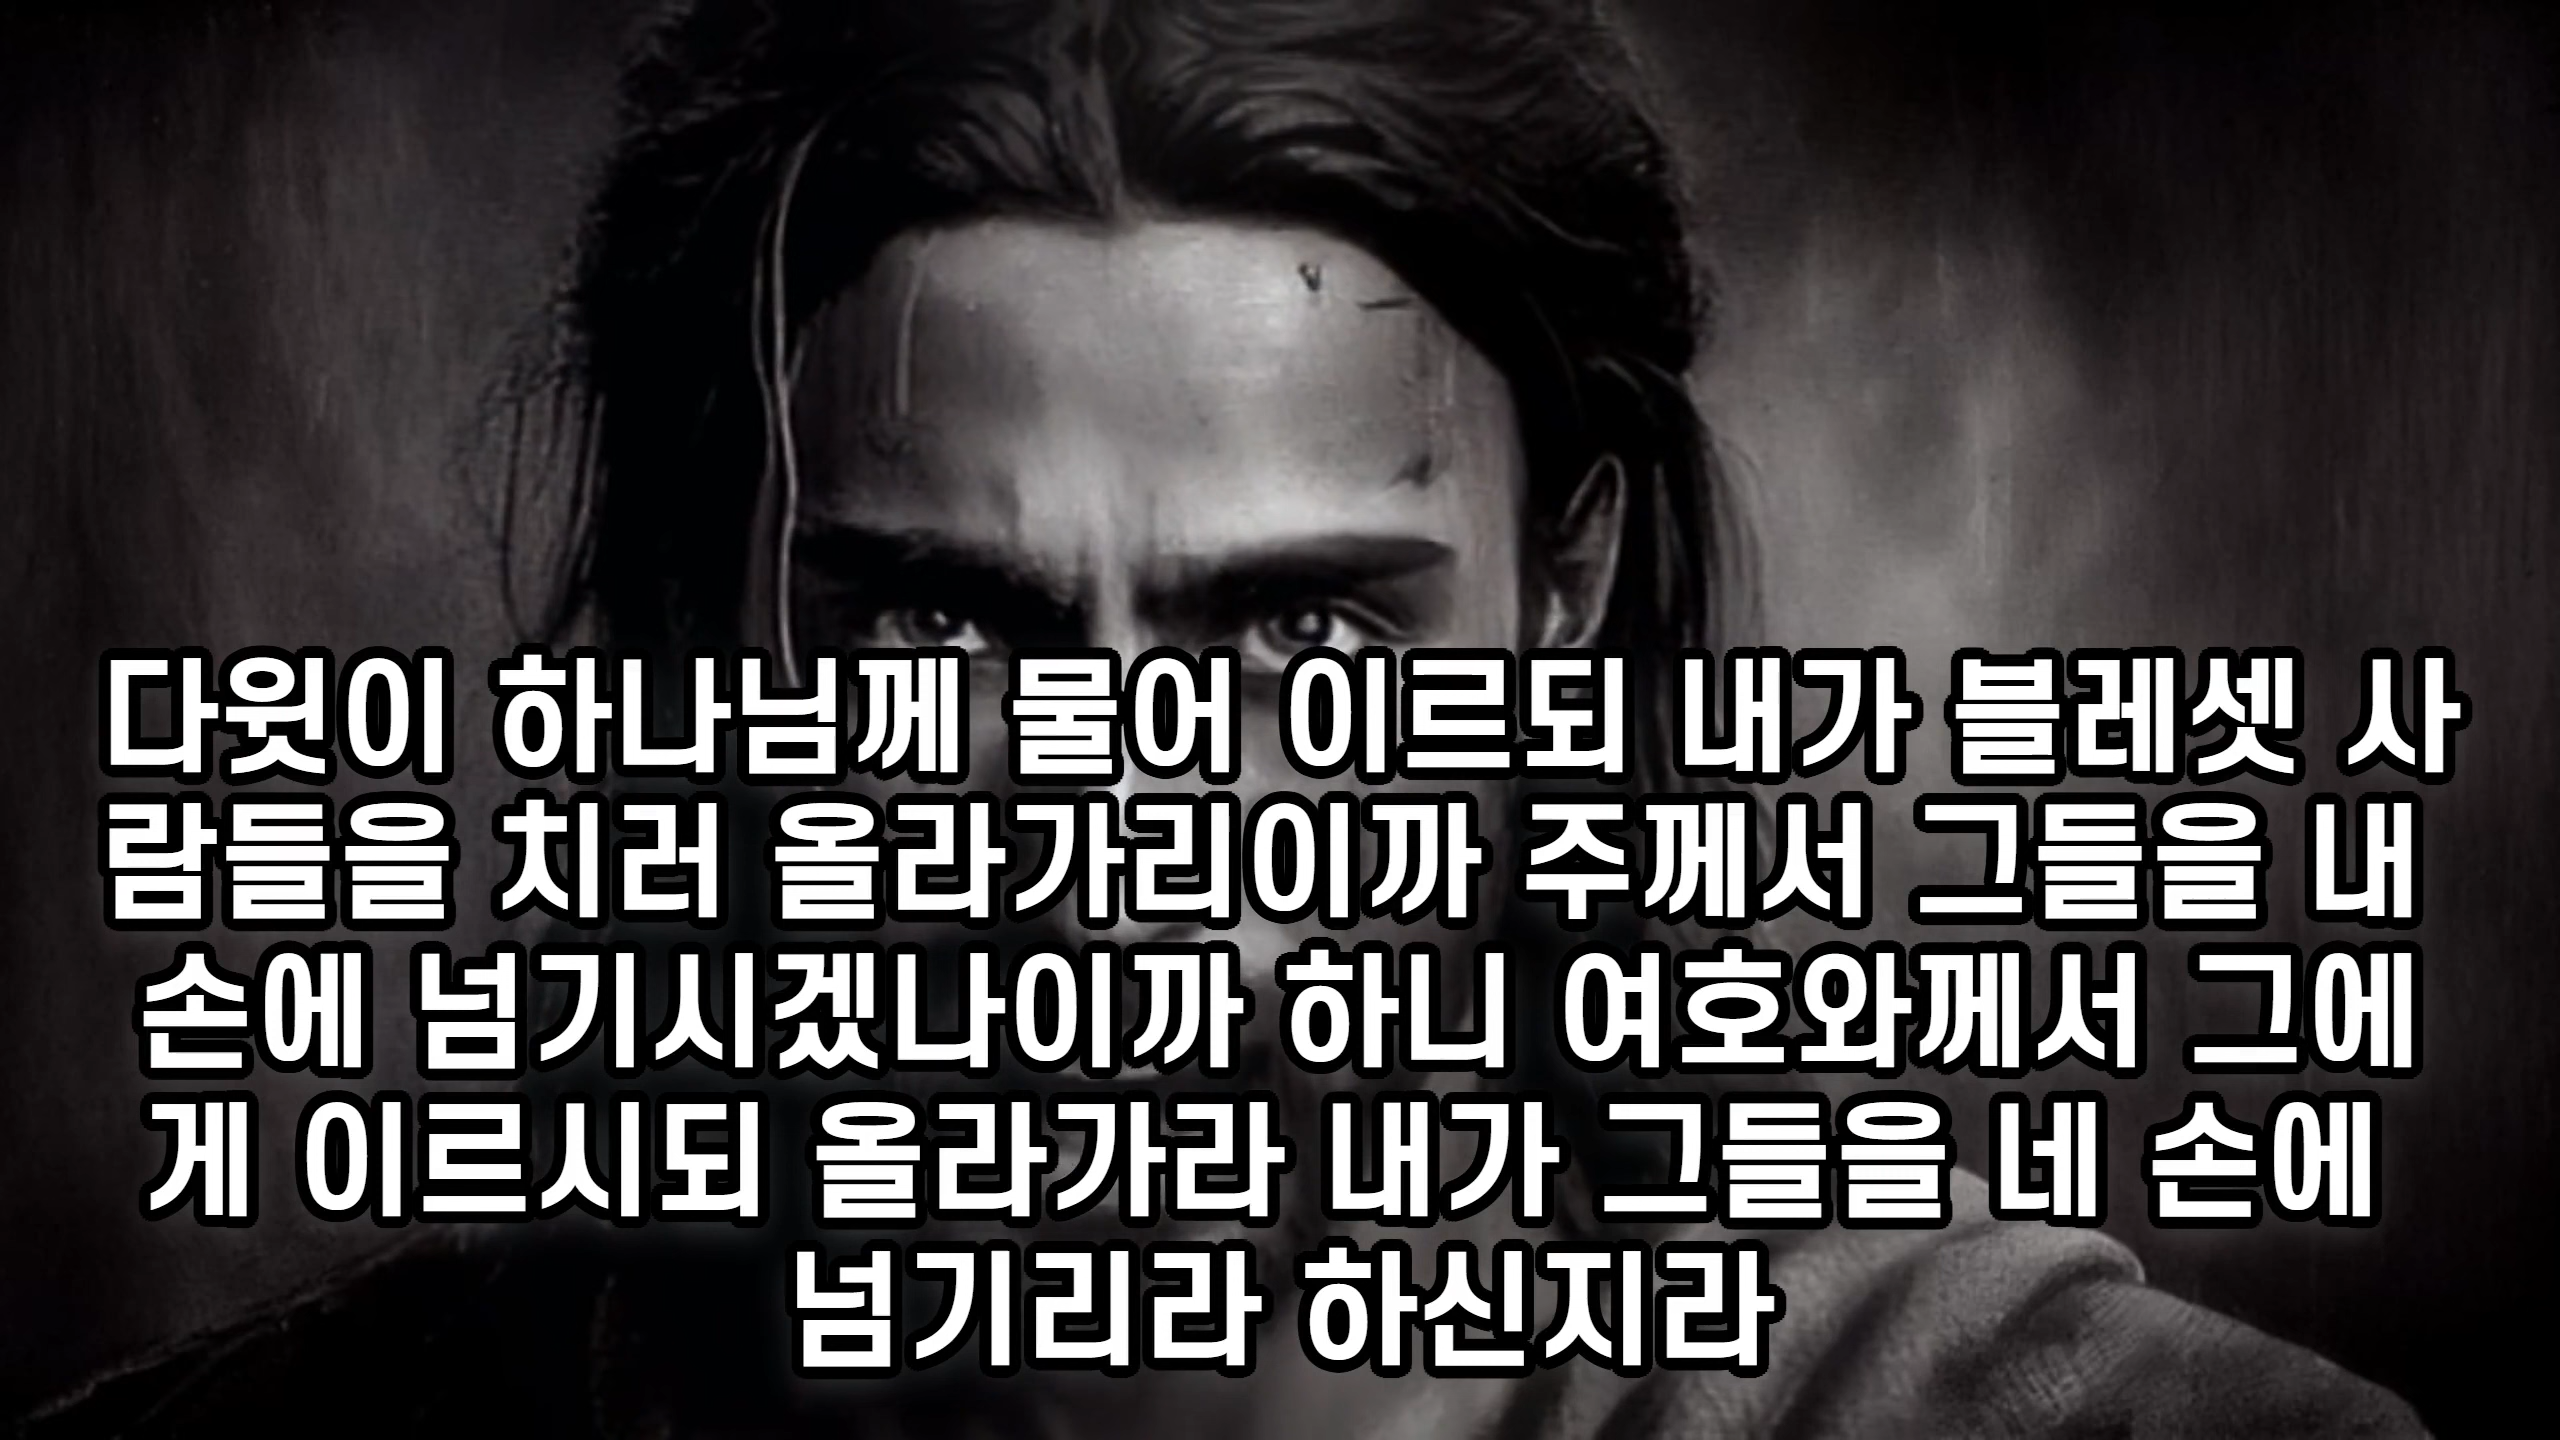 다윗이 하나님께 물어 이르되 내가 블레셋 사
람들을 치러 올라가리이까 주께서 그들을 내
손에 넘기시겠나이까 하니 여호와께서 그에
게 이르시되 올라가라 내가 그들을 네 손에
넘기리라 하신지라